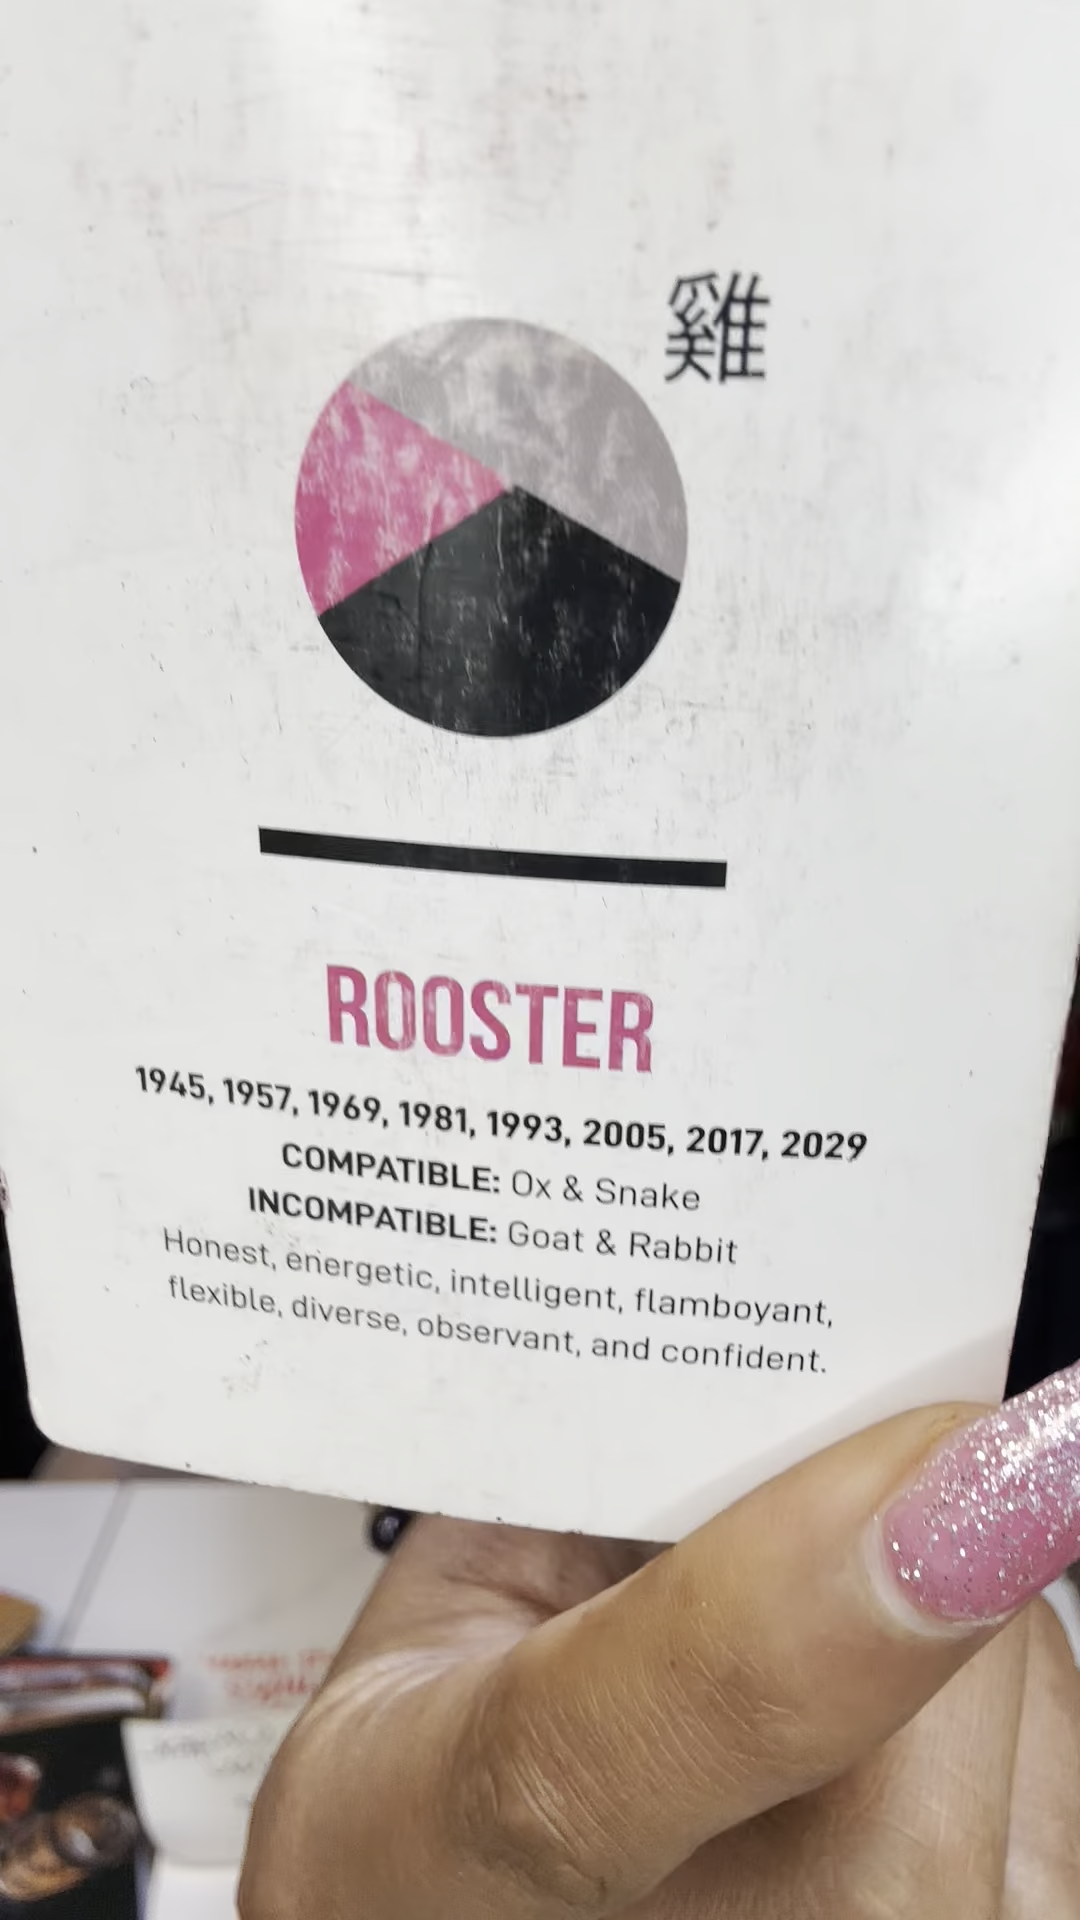 雞
ROOSTER
1945, 1957, 1969, 1981, 1993, 2005, 2017, 2029
COMPATIBLE: Ox & Snake
INCOMPATIBLE: Goat & Rabbit
Honest, energetic, intelligent, flamboyant,
flexible, diverse, observant, and confident.